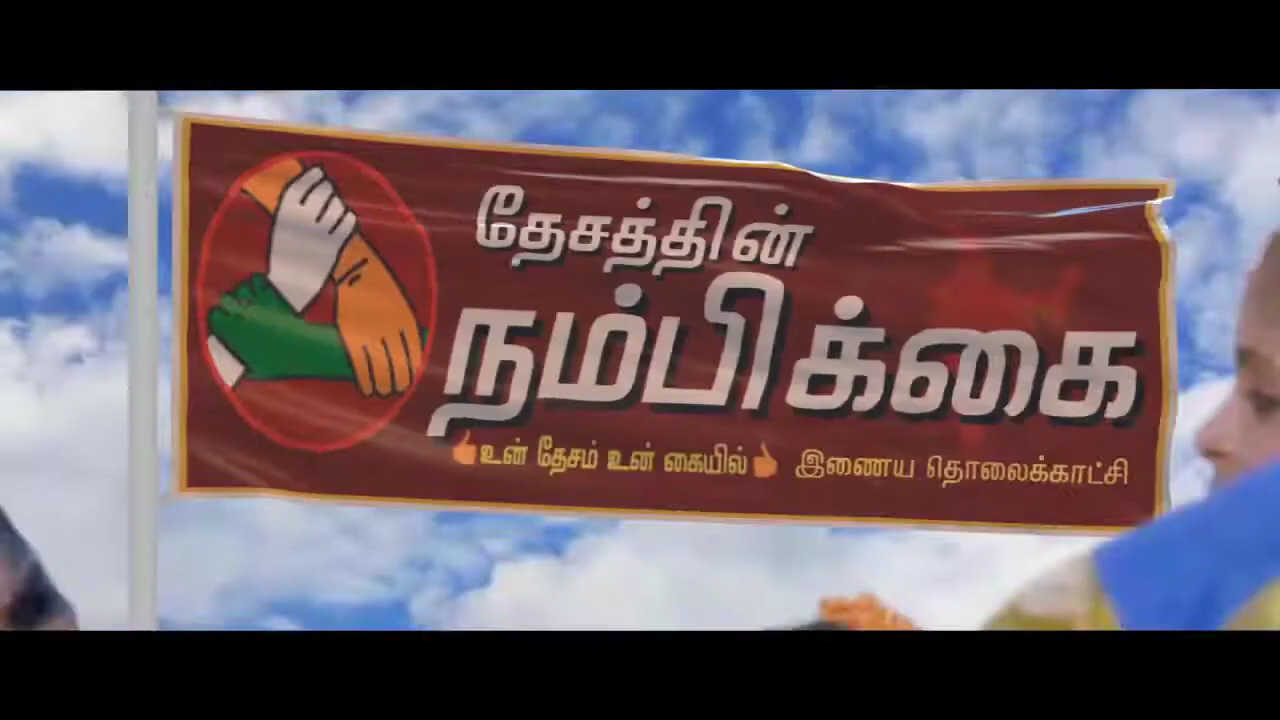 தேசத்தின்
நம்பிக்கை
👍உன் தேசம் உன் கையில்👍 இணைய தொலைக்காட்சி